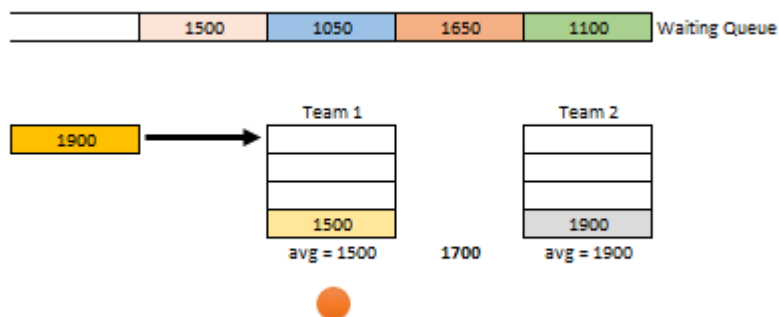 1500 1050 1650 1100 Waiting Queue
Team 1 Team 2
1900
1500 1900
avg = 1500 1700 avg = 1900